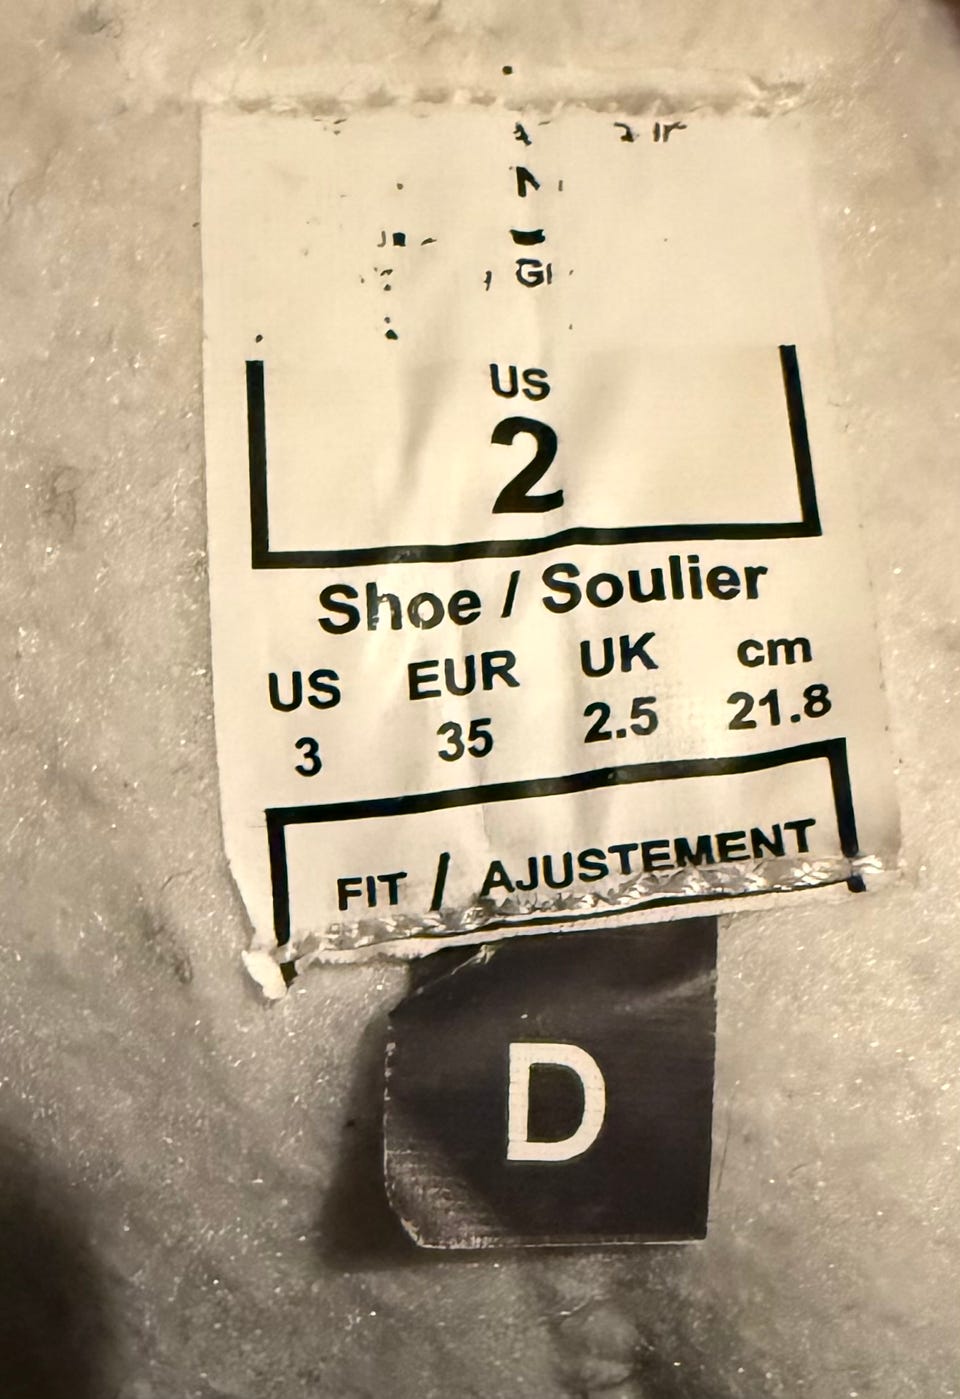 US
2
Shoe / Soulier
US EUR UK cm
3 35 2.5 21.8
FIT / AJUSTEMENT
D